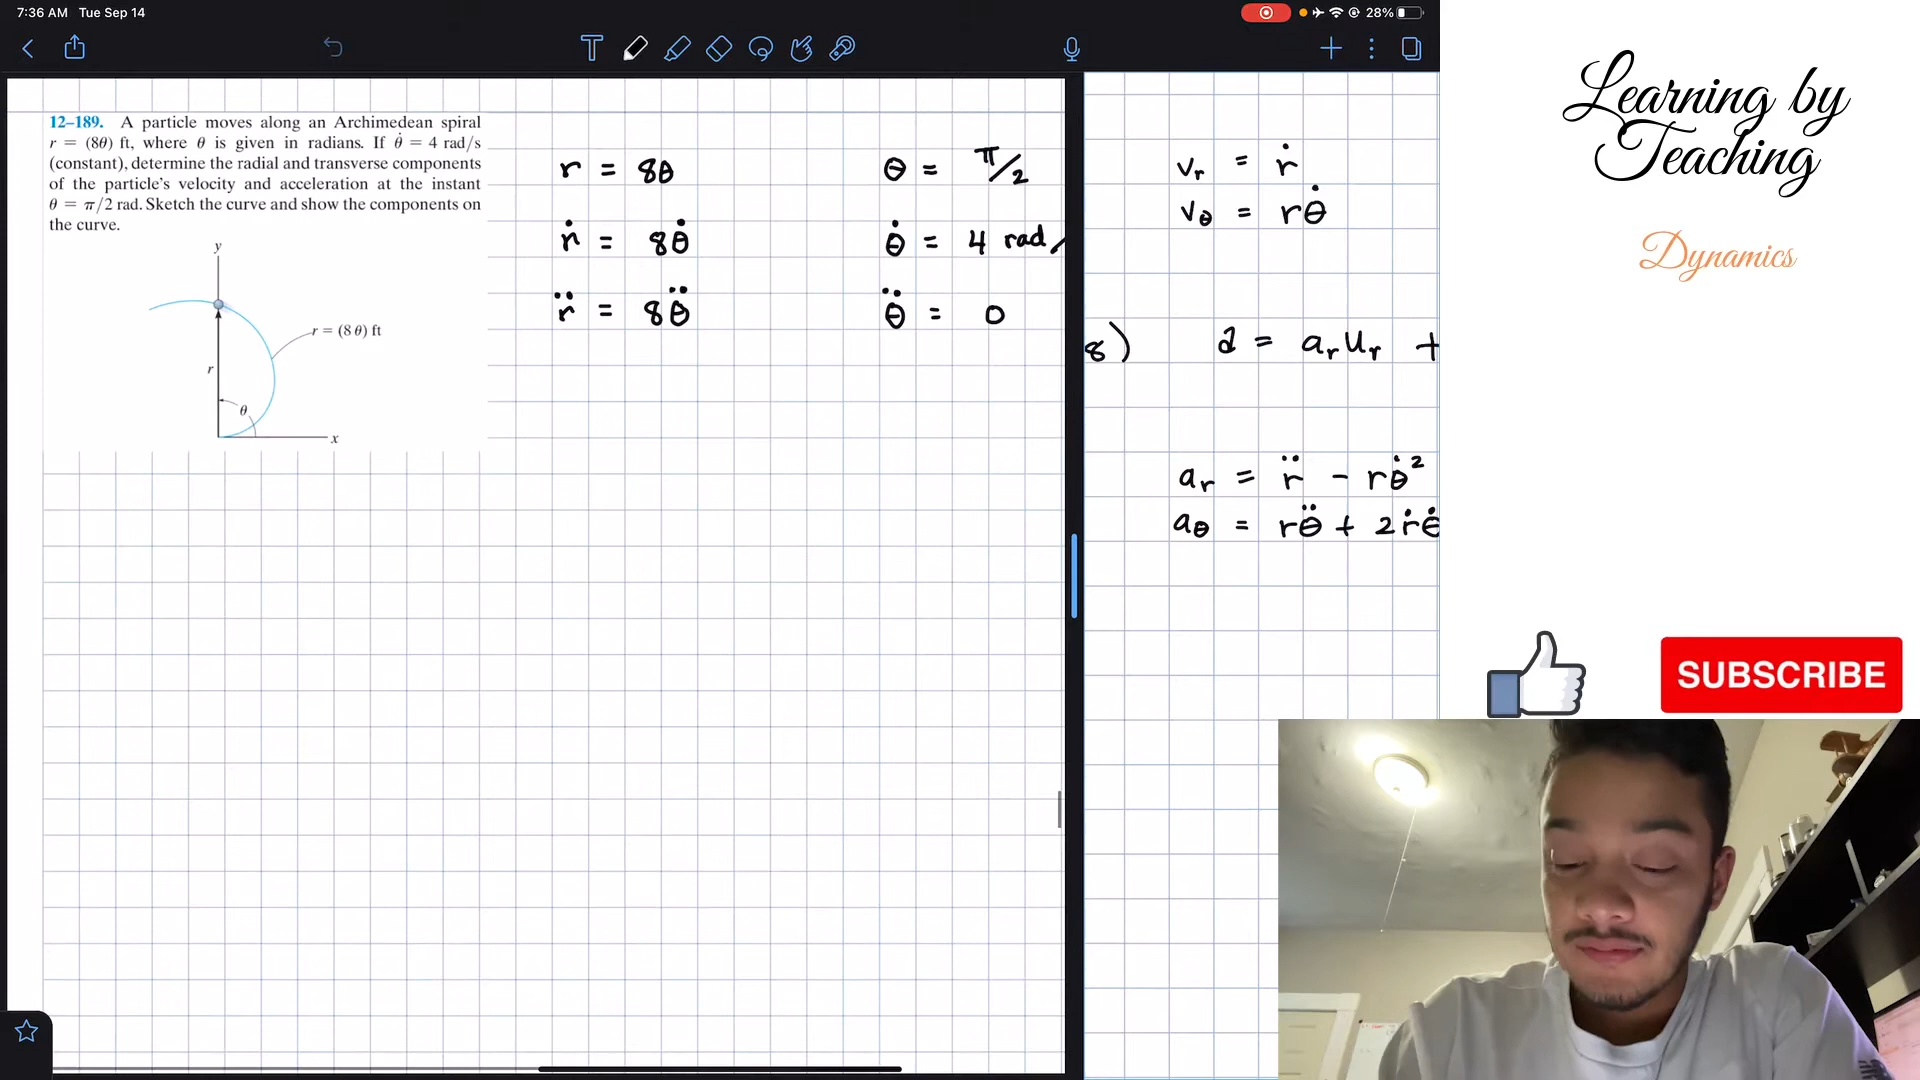 7:36 AM Tue Sep 14
28%
12–189. A particle moves along an Archimedean spiral
r = (8θ) ft, where θ is given in radians. If θ̇ = 4 rad/s
(constant), determine the radial and transverse components
of the particle's velocity and acceleration at the instant
θ = π/2 rad. Sketch the curve and show the components on
the curve.
y
r = (8 θ) ft
r
θ
x
r = 8θ
ṙ = 8θ̇
r̈ = 8θ̈
θ = π/2
θ̇ = 4 rad/
θ̈ = 0
vr = ṙ
vθ = rθ̇
8) a = ar ur +
ar = r̈ - rθ̇²
aθ = rθ̈ + 2ṙθ̇
Learning by
Teaching
Dynamics
SUBSCRIBE